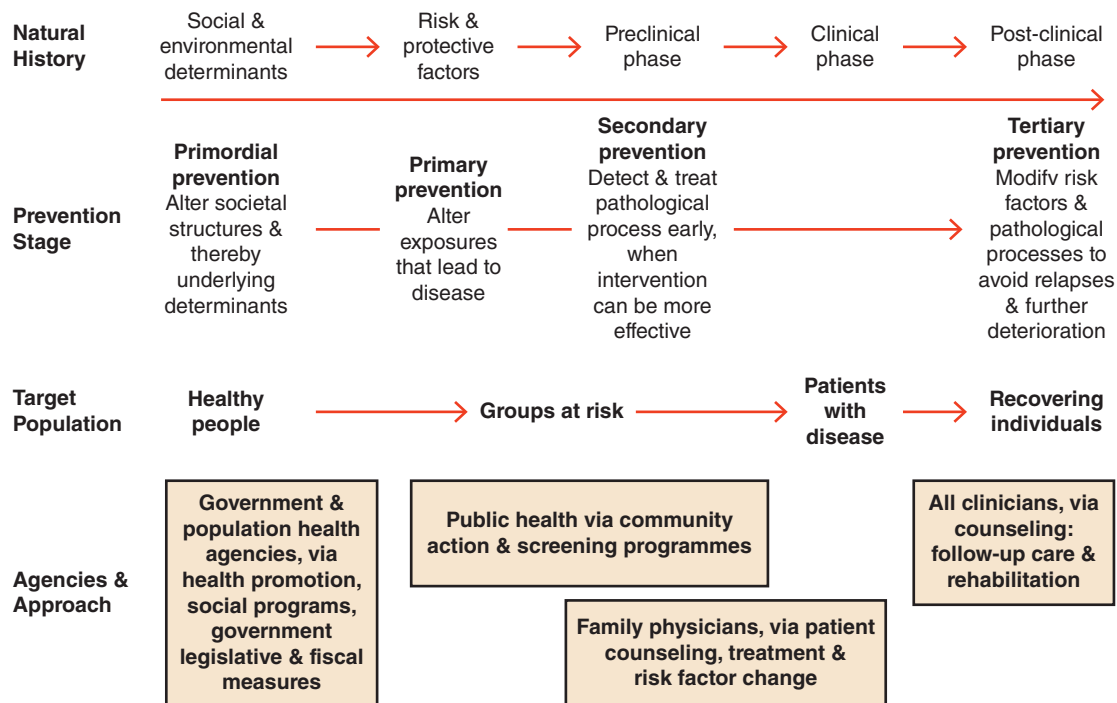 Natural
History
Social &
environmental
determinants
Risk &
protective
factors
Preclinical
phase
Clinical
phase
Post-clinical
phase
Prevention
Stage
Primordial
prevention
Alter societal
structures &
thereby
underlying
determinants
Primary
prevention
Alter
exposures
that lead to
disease
Secondary
prevention
Detect & treat
pathological
process early,
when
intervention
can be more
effective
Tertiary
prevention
Modifv risk
factors &
pathological
processes to
avoid relapses
& further
deterioration
Target
Population
Healthy
people
Groups at risk
Patients
with
disease
Recovering
individuals
Agencies &
Approach
Government &
population health
agencies, via
health promotion,
social programs,
government
legislative & fiscal
measures
Public health via community
action & screening programmes
Family physicians, via patient
counseling, treatment &
risk factor change
All clinicians, via
counseling:
follow-up care &
rehabilitation